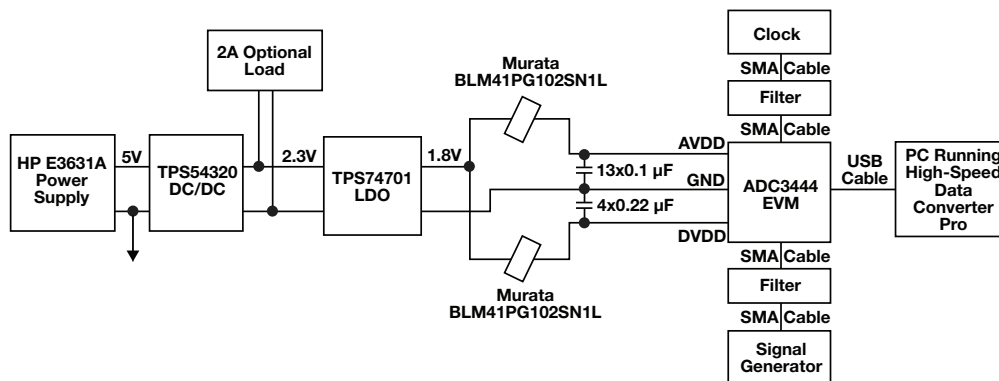 Clock
SMA Cable
Filter
SMA Cable
2A Optional
Load
Murata
BLM41PG102SN1L
HP E3631A
Power
Supply
5V
TPS54320
DC/DC
2.3V
TPS74701
LDO
1.8V
AVDD
13x0.1 µF
GND
4x0.22 µF
DVDD
ADC3444
EVM
USB
Cable
PC Running
High-Speed
Data
Converter
Pro
Murata
BLM41PG102SN1L
SMA Cable
Filter
SMA Cable
Signal
Generator